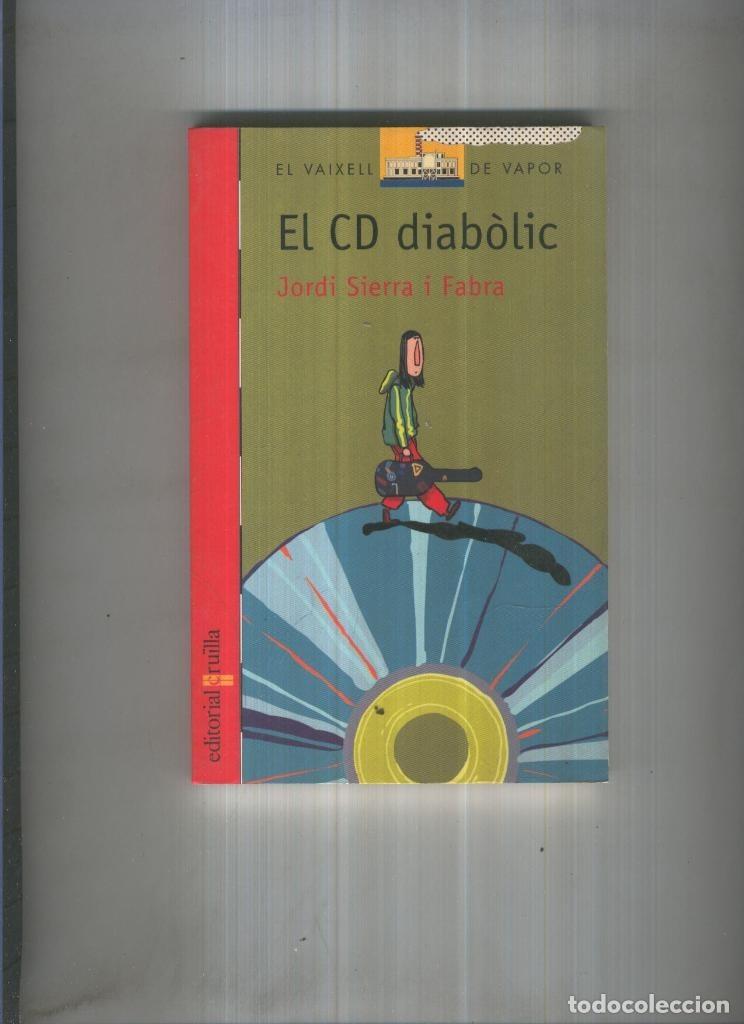 EL VAIXELL DE VAPOR
El CD diabòlic
Jordi Sierra i Fabra
editorial cruïlla
todocoleccion